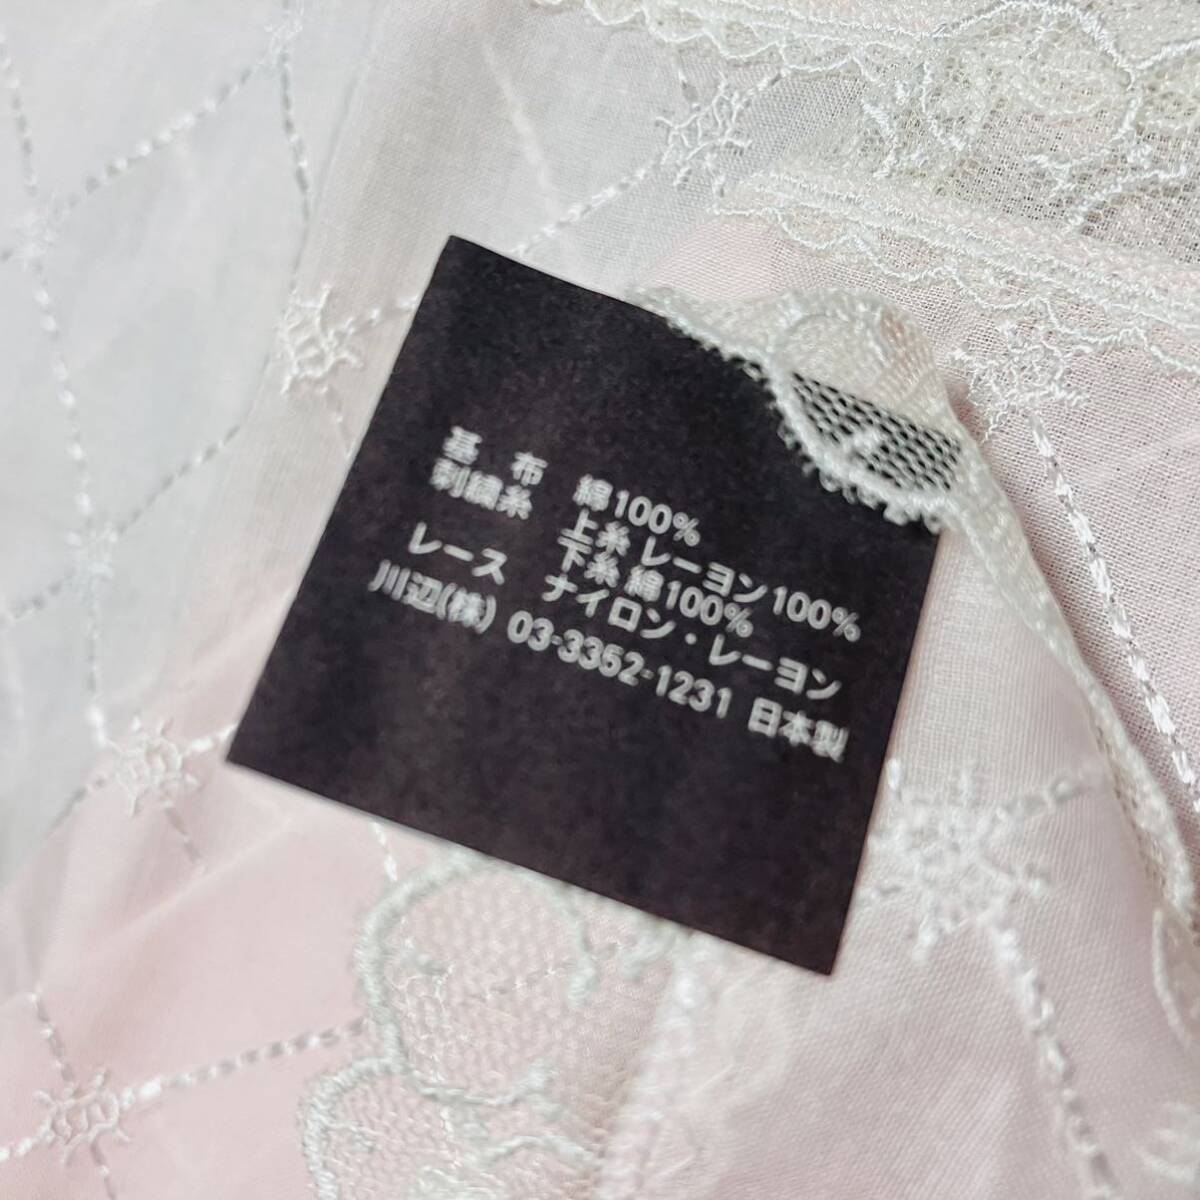 基　布　綿100%
刺繍糸　上糸 レーヨン100%
下糸 綿100%
レース　ナイロン・レーヨン
川辺(株) 03-3352-1231 日本製